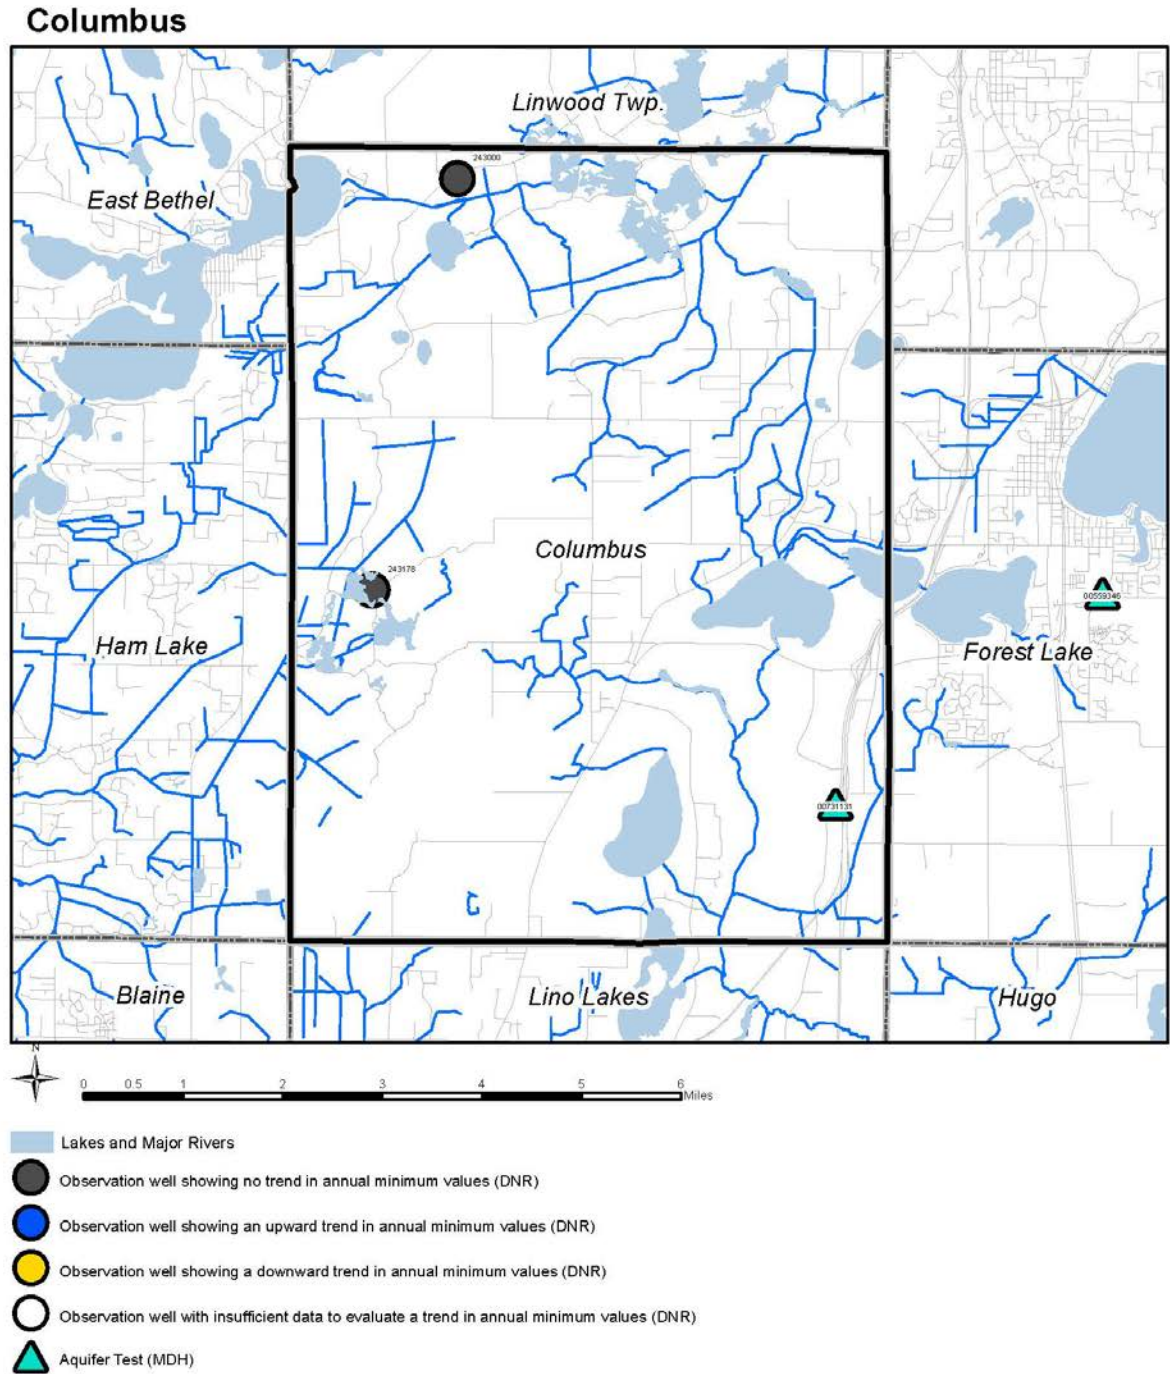 Columbus
Linwood Twp.
243000
East Bethel
Columbus
243178
00559346
Ham Lake
Forest Lake
00731131
Blaine
Lino Lakes
Hugo
N
0 0.5 1 2 3 4 5 6
Miles
Lakes and Major Rivers
Observation well showing no trend in annual minimum values (DNR)
Observation well showing an upward trend in annual minimum values (DNR)
Observation well showing a downward trend in annual minimum values (DNR)
Observation well with insufficient data to evaluate a trend in annual minimum values (DNR)
Aquifer Test (MDH)